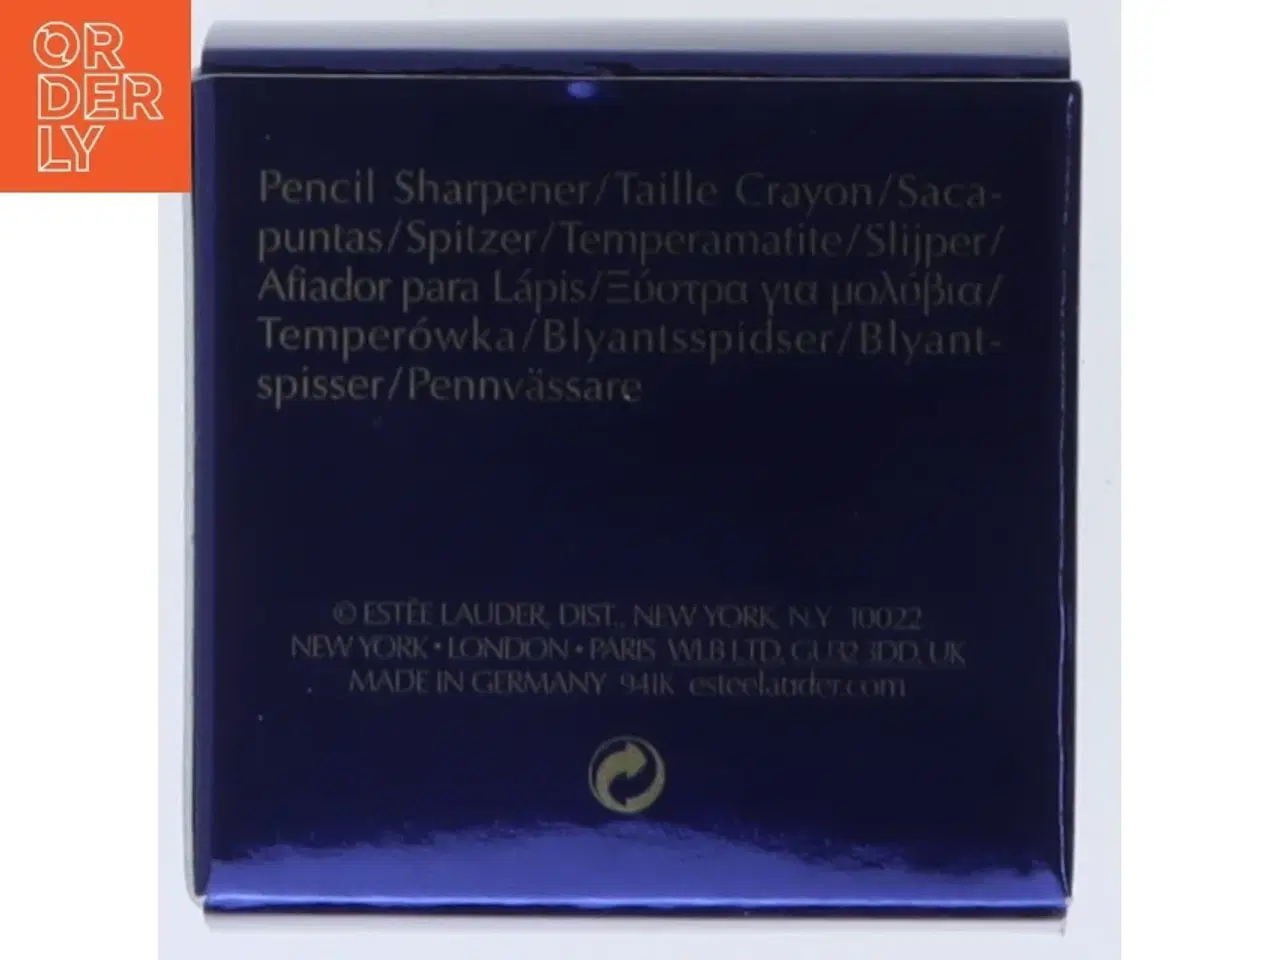 OR
DER
LY
Pencil Sharpener/Taille Crayon/Saca-
puntas/Spitzer/Temperamatite/Slijper/
Afiador para Lápis/Ξύστρα για μολύβια/
Temperówka/Blyantsspidser/Blyant-
spisser/Pennvässare
© ESTĒE LAUDER, DIST., NEW YORK, N.Y. 10022
NEW YORK • LONDON • PARIS WLB LTD, GU32 3DD, UK
MADE IN GERMANY 941K esteelauder.com